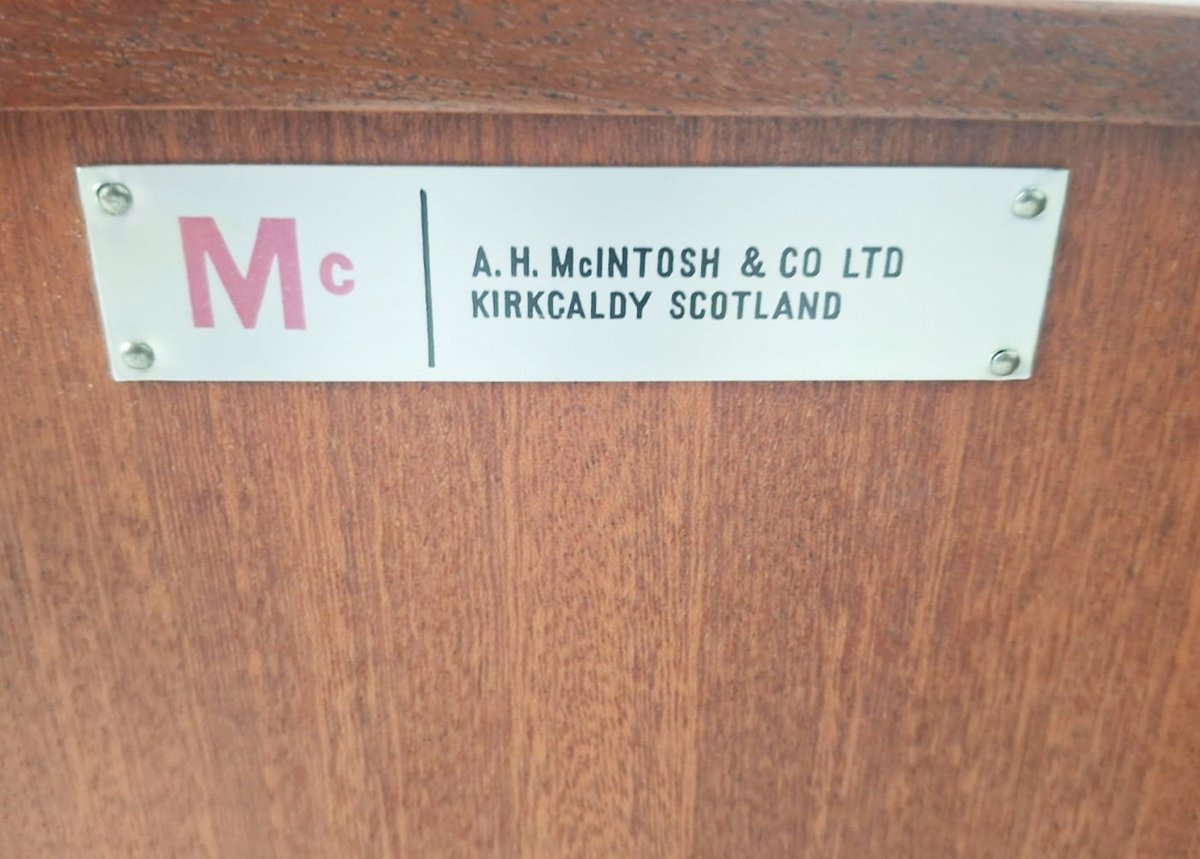 Mc
A. H. McINTOSH & CO LTD
KIRKCALDY SCOTLAND